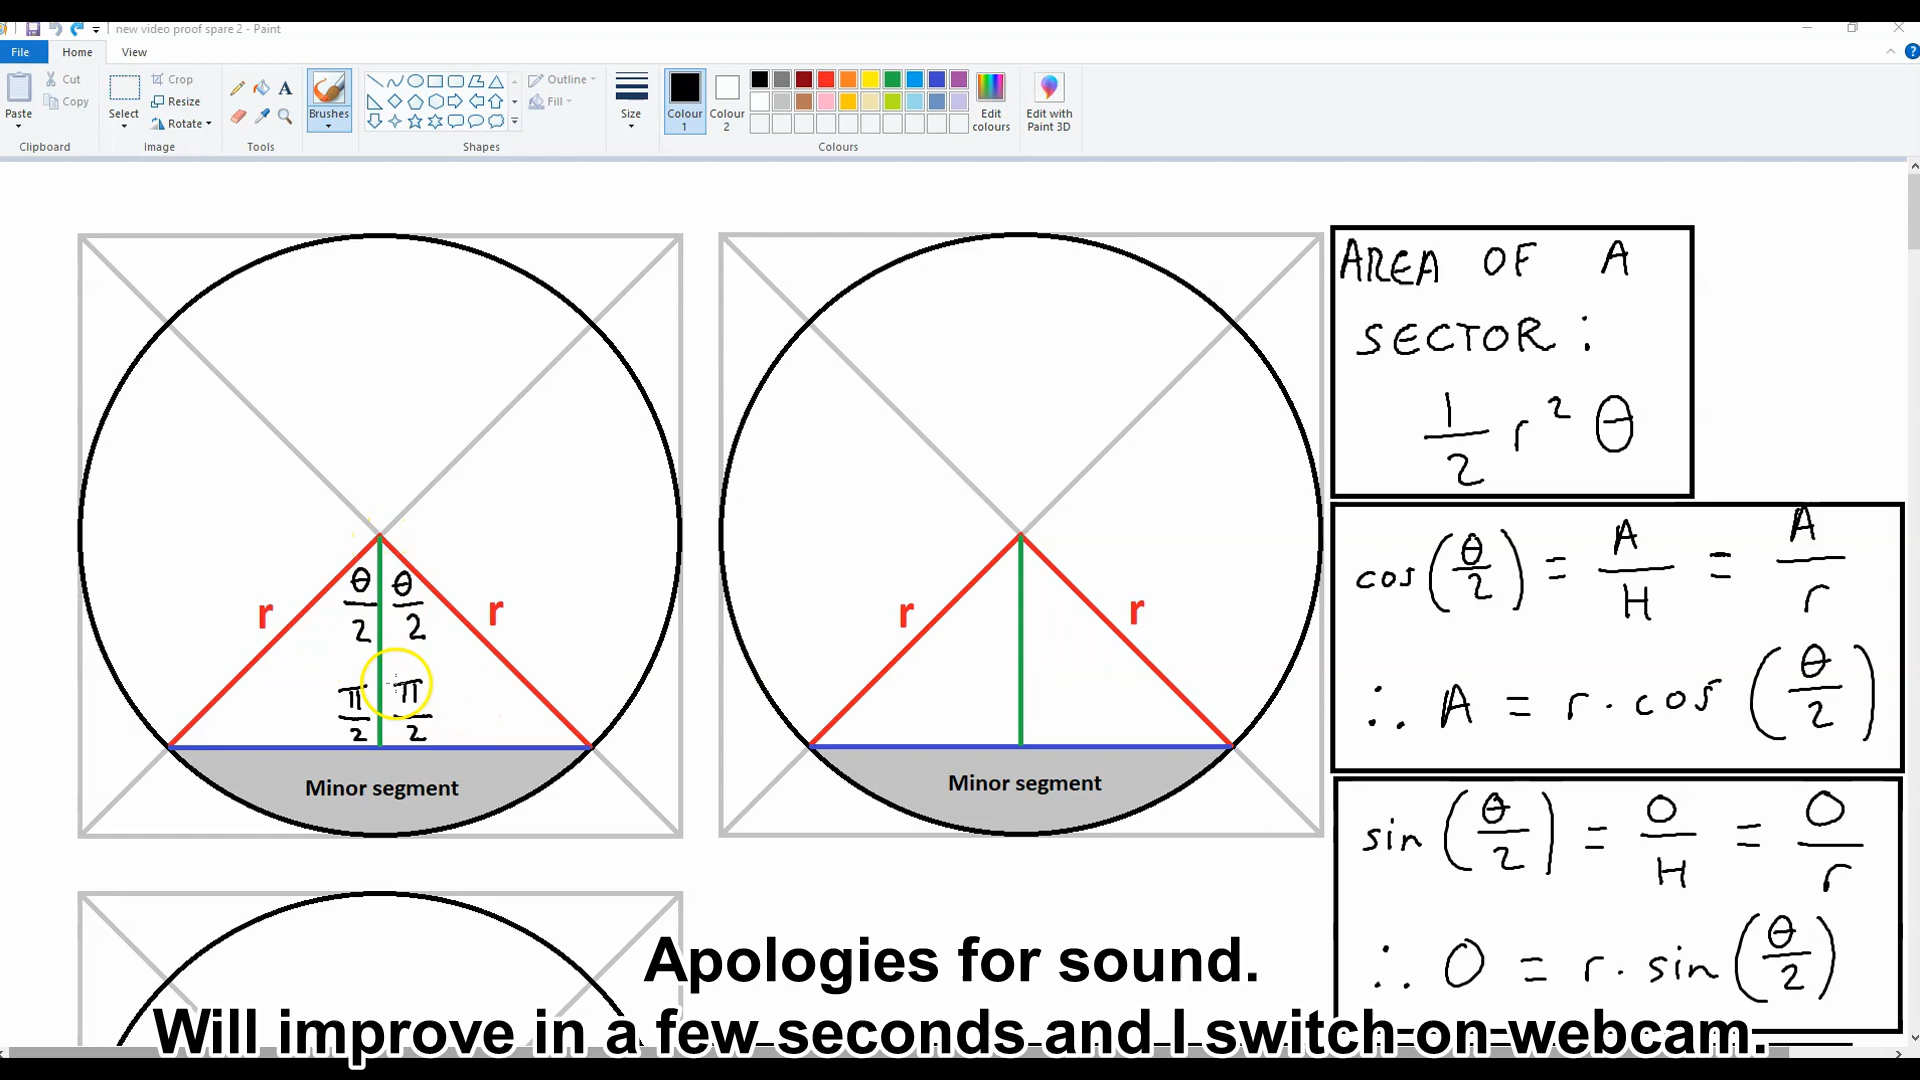 new video proof spare 2 - Paint
File Home View
Paste
Cut
Copy
Clipboard
Select
Crop
Resize
Rotate
Image
A
Tools
Brushes
Shapes
Outline
Fill
Size
Colour 1
Colour 2
Edit colours
Colours
Edit with Paint 3D
r
θ/2 θ/2
r
π/2 π/2
Minor segment
r
r
Minor segment
AREA OF A
SECTOR :
1/2 r² θ
cos(θ/2) = A/H = A/r
∴ A = r · cos(θ/2)
sin(θ/2) = O/H = O/r
∴ O = r · sin(θ/2)
Apologies for sound.
Will improve in a few seconds and I switch on webcam.